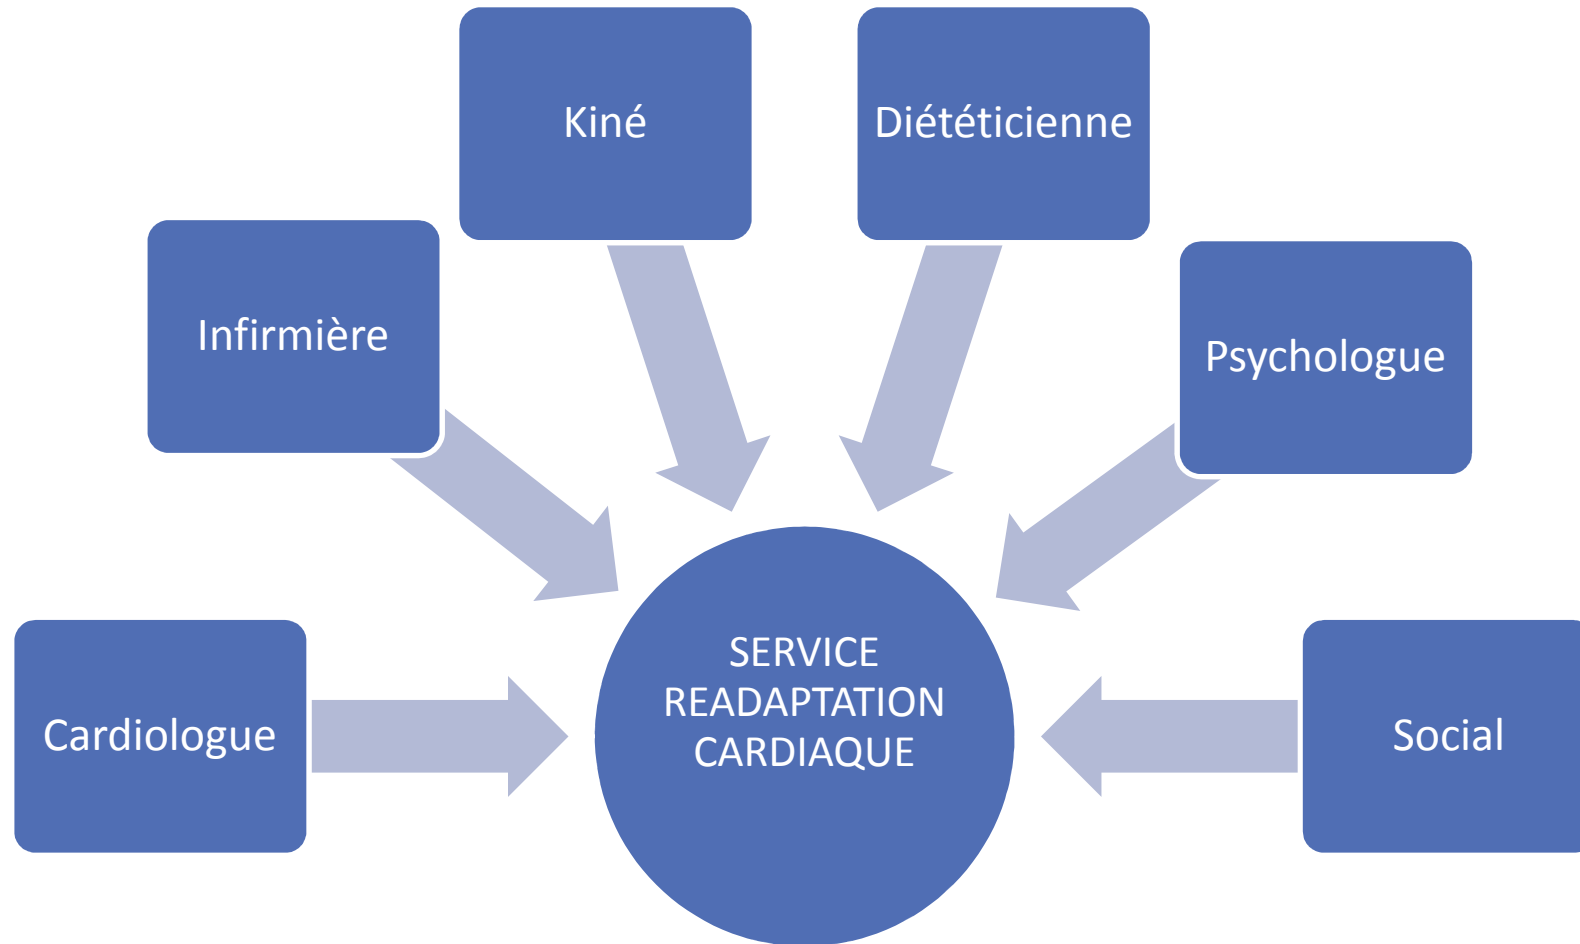 Kiné
Diététicienne
Infirmière
Psychologue
Cardiologue
SERVICE
READAPTATION
CARDIAQUE
Social